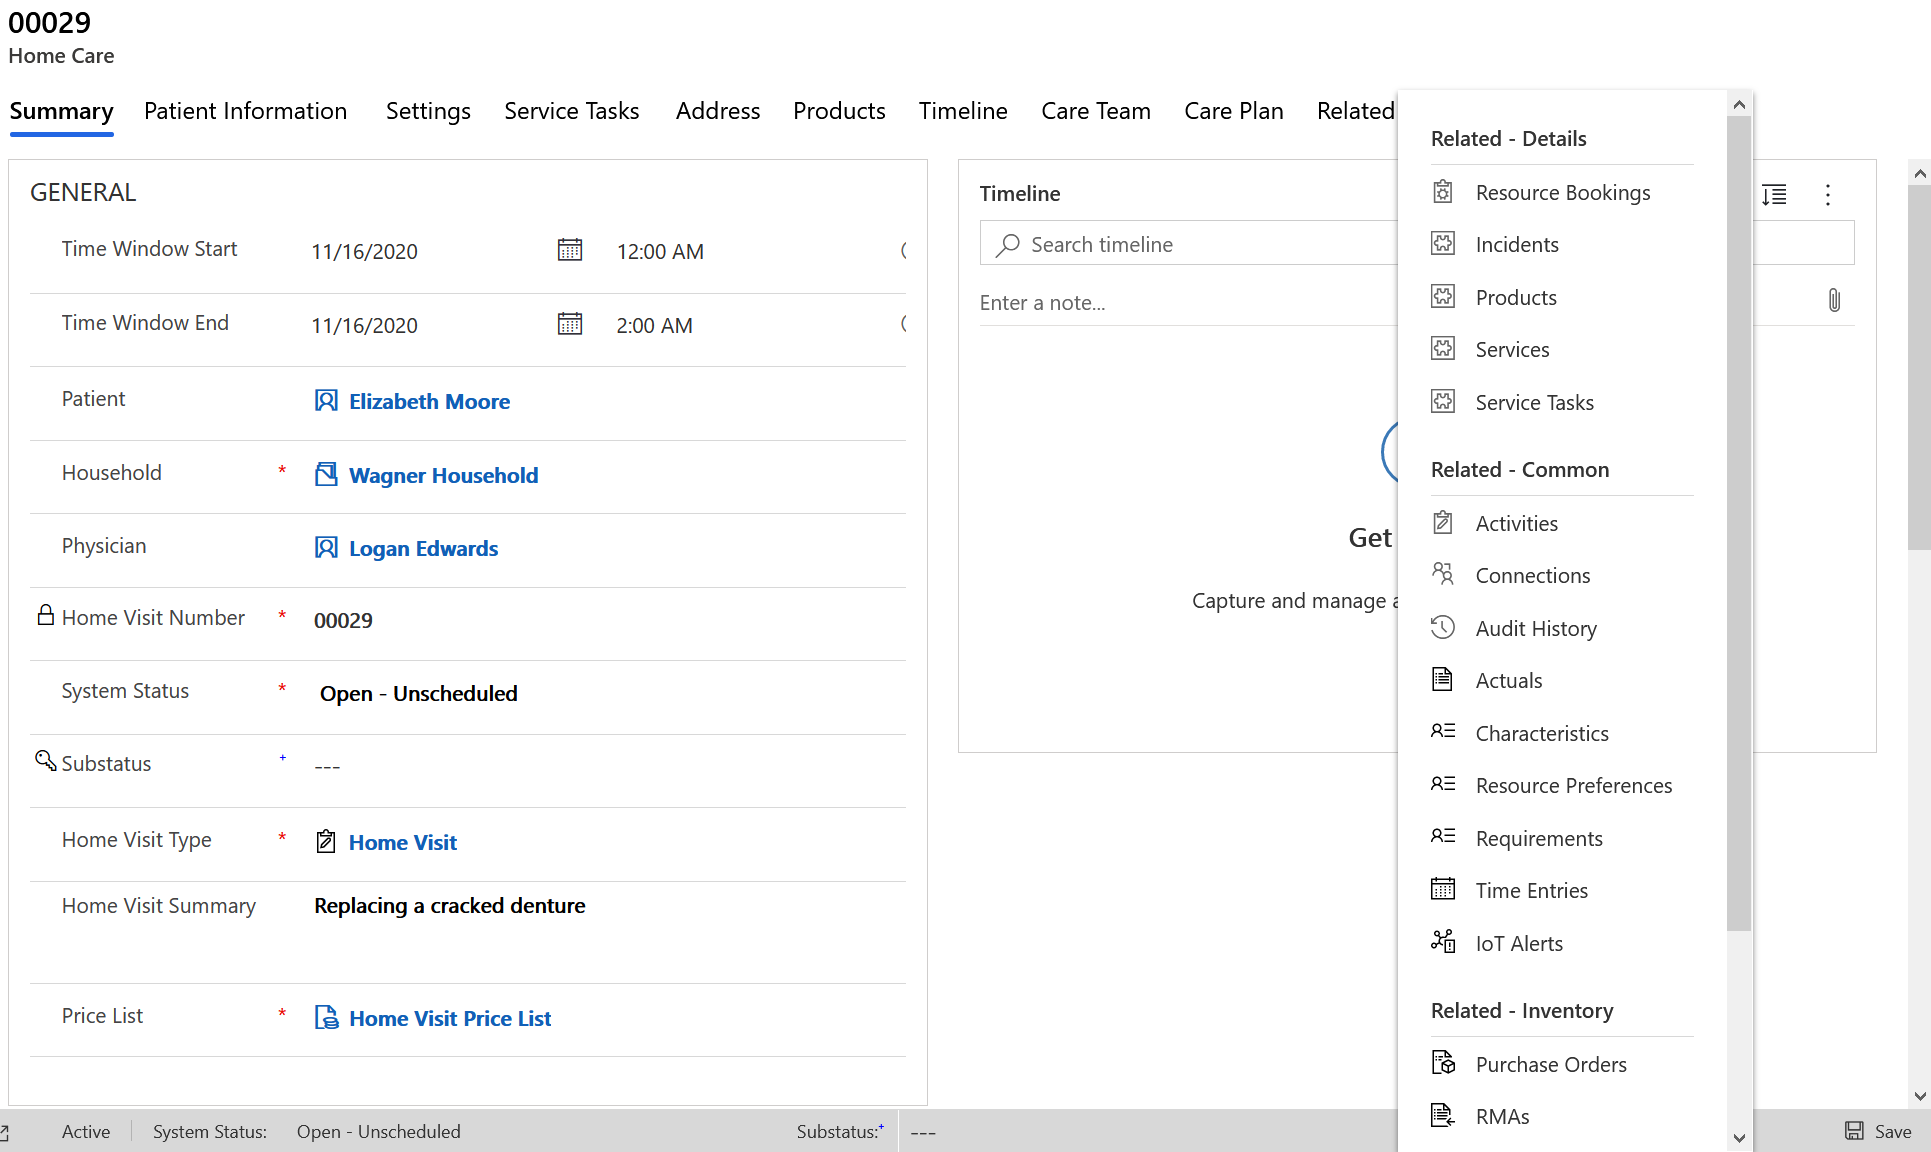 00029
Home Care
Summary Patient Information Settings Service Tasks Address Products Timeline Care Team Care Plan Related
GENERAL
Time Window Start 11/16/2020 12:00 AM
Time Window End 11/16/2020 2:00 AM
Patient Elizabeth Moore
Household * Wagner Household
Physician Logan Edwards
Home Visit Number * 00029
System Status * Open - Unscheduled
Substatus + ---
Home Visit Type * Home Visit
Home Visit Summary Replacing a cracked denture
Price List * Home Visit Price List
Timeline
Search timeline
Enter a note...
Get
Capture and manage a
Related - Details
Resource Bookings
Incidents
Products
Services
Service Tasks
Related - Common
Activities
Connections
Audit History
Actuals
Characteristics
Resource Preferences
Requirements
Time Entries
IoT Alerts
Related - Inventory
Purchase Orders
RMAs
Active System Status: Open - Unscheduled Substatus:+ --- Save